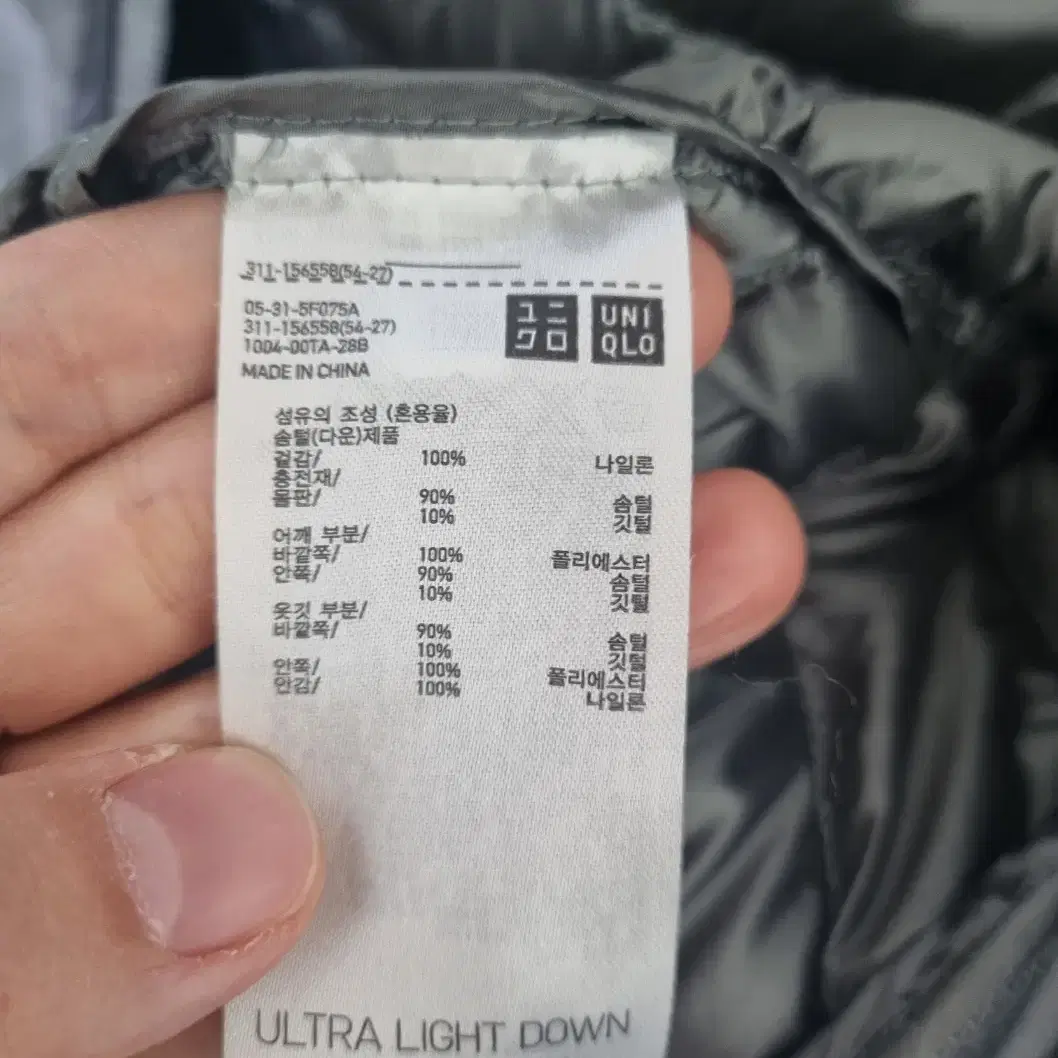 311-156558(54-27)
05-31-5F075A
311-156558(54-27)
1004-00TA-28B
MADE IN CHINA
ユニ
クロ
UNI
QLO
섬유의 조성 (혼용율)
솜털(다운)제품
겉감/ 100% 나일론
충전재/
몸판/ 90% 솜털
10% 깃털
어깨 부분/
바깥쪽/ 100% 폴리에스터
안쪽/ 90% 솜털
10% 깃털
옷깃 부분/
바깥쪽/ 90% 솜털
10% 깃털
안쪽/ 100% 폴리에스터
안감/ 100% 나일론
ULTRA LIGHT DOWN